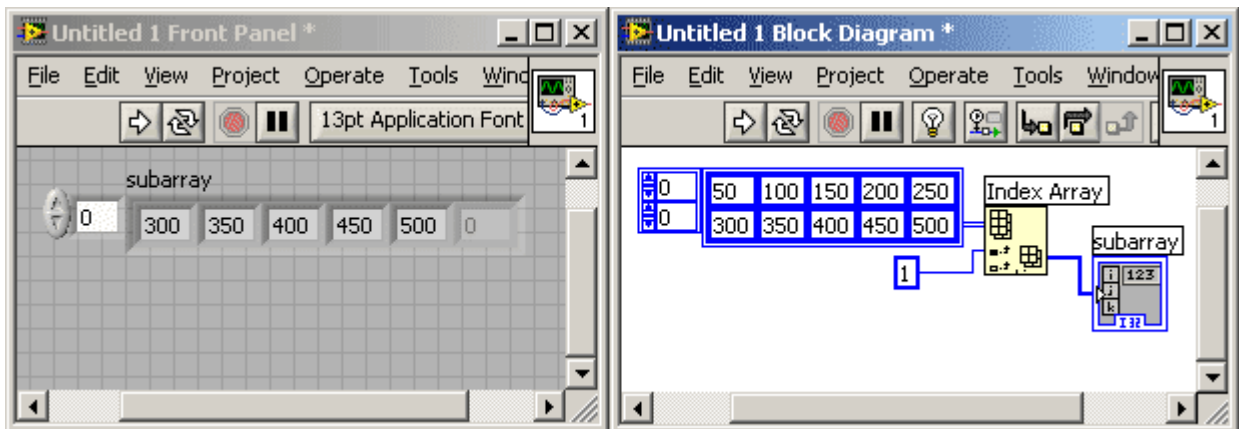 Untitled 1 Front Panel *
File Edit View Project Operate Tools Wind
13pt Application Font
1
subarray
0 300 350 400 450 500 0
Untitled 1 Block Diagram *
File Edit View Project Operate Tools Window
1
0 50 100 150 200 250
0 300 350 400 450 500
Index Array
1
subarray
i 123
j
k
I32